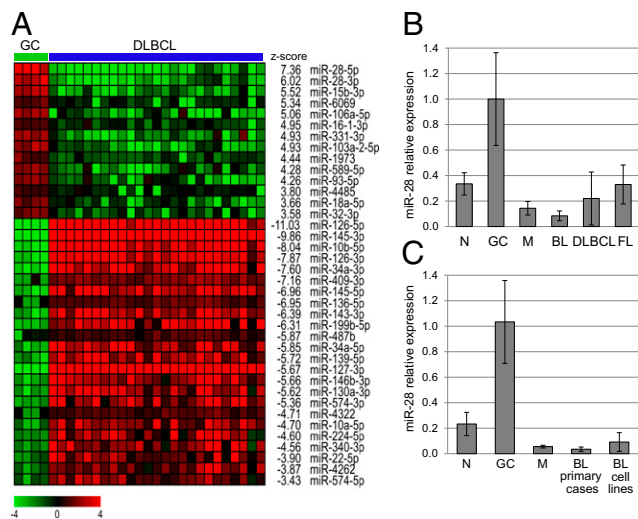 A
GC DLBCL
z-score
7.36 miR-28-5p
6.02 miR-28-3p
5.52 miR-15b-3p
5.34 miR-6069
5.06 miR-106a-5p
4.95 miR-16-1-3p
4.93 miR-331-3p
4.93 miR-103a-2-5p
4.44 miR-1973
4.28 miR-589-5p
4.26 miR-93-5p
3.80 miR-4485
3.66 miR-18a-5p
3.58 miR-32-3p
-11.03 miR-126-5p
-9.86 miR-145-3p
-8.04 miR-10b-5p
-7.87 miR-126-3p
-7.60 miR-34a-3p
-7.16 miR-409-3p
-6.96 miR-145-5p
-6.95 miR-136-5p
-6.39 miR-143-3p
-6.31 miR-199b-5p
-5.87 miR-487b
-5.85 miR-34a-5p
-5.72 miR-139-5p
-5.67 miR-127-3p
-5.66 miR-146b-3p
-5.62 miR-130a-3p
-5.36 miR-574-3p
-4.71 miR-4322
-4.70 miR-10a-5p
-4.60 miR-224-5p
-4.56 miR-340-3p
-3.90 miR-22-5p
-3.87 miR-4262
-3.43 miR-574-5p
-4 0 4
B
miR-28 relative expression
1.4
1.2
1.0
0.8
0.6
0.4
0.2
0.0
N GC M BL DLBCL FL
C
miR-28 relative expression
1.4
1.2
1.0
0.8
0.6
0.4
0.2
0.0
N GC M BL BL
primary cell
cases lines